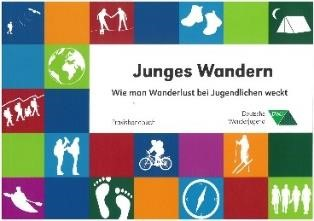 Junges Wandern
Wie man Wanderlust bei Jugendlichen weckt
Praxishandbuch
Deutsche
Wanderjugend